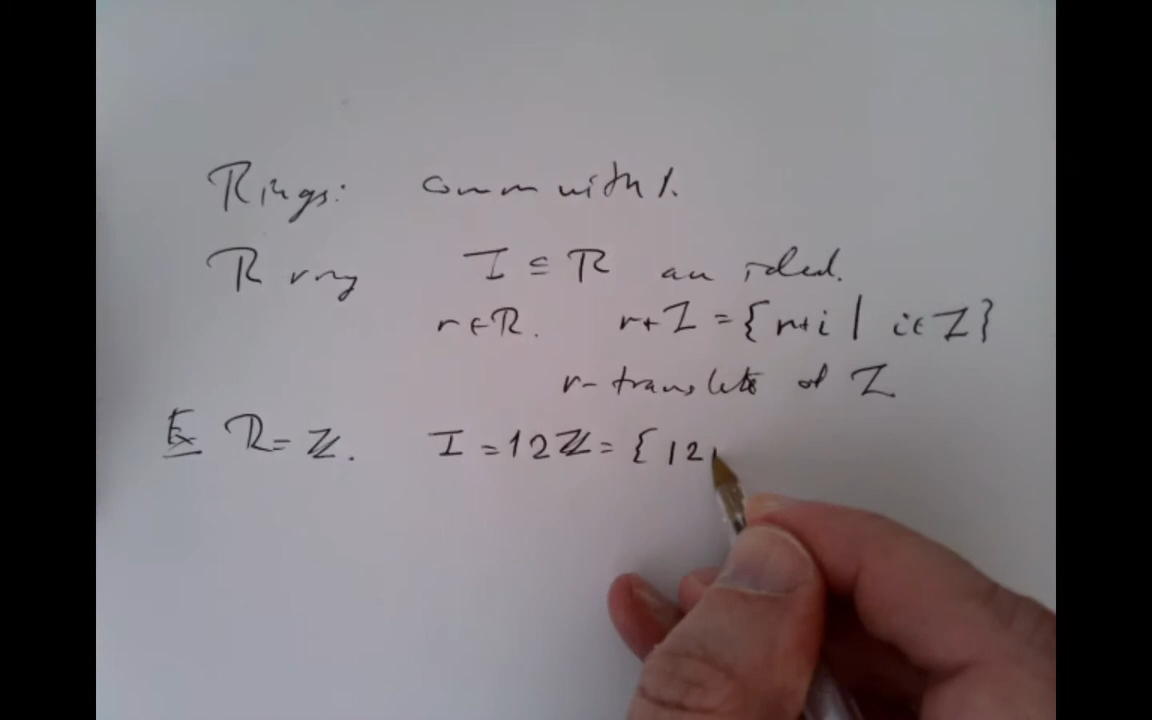 Rings: comm with 1.
R ring I ⊆ R an ideal.
r ∈ R. r+I = {r+i | i ∈ I}
r-translate of I
Ex R = ℤ. I = 12ℤ = { 12